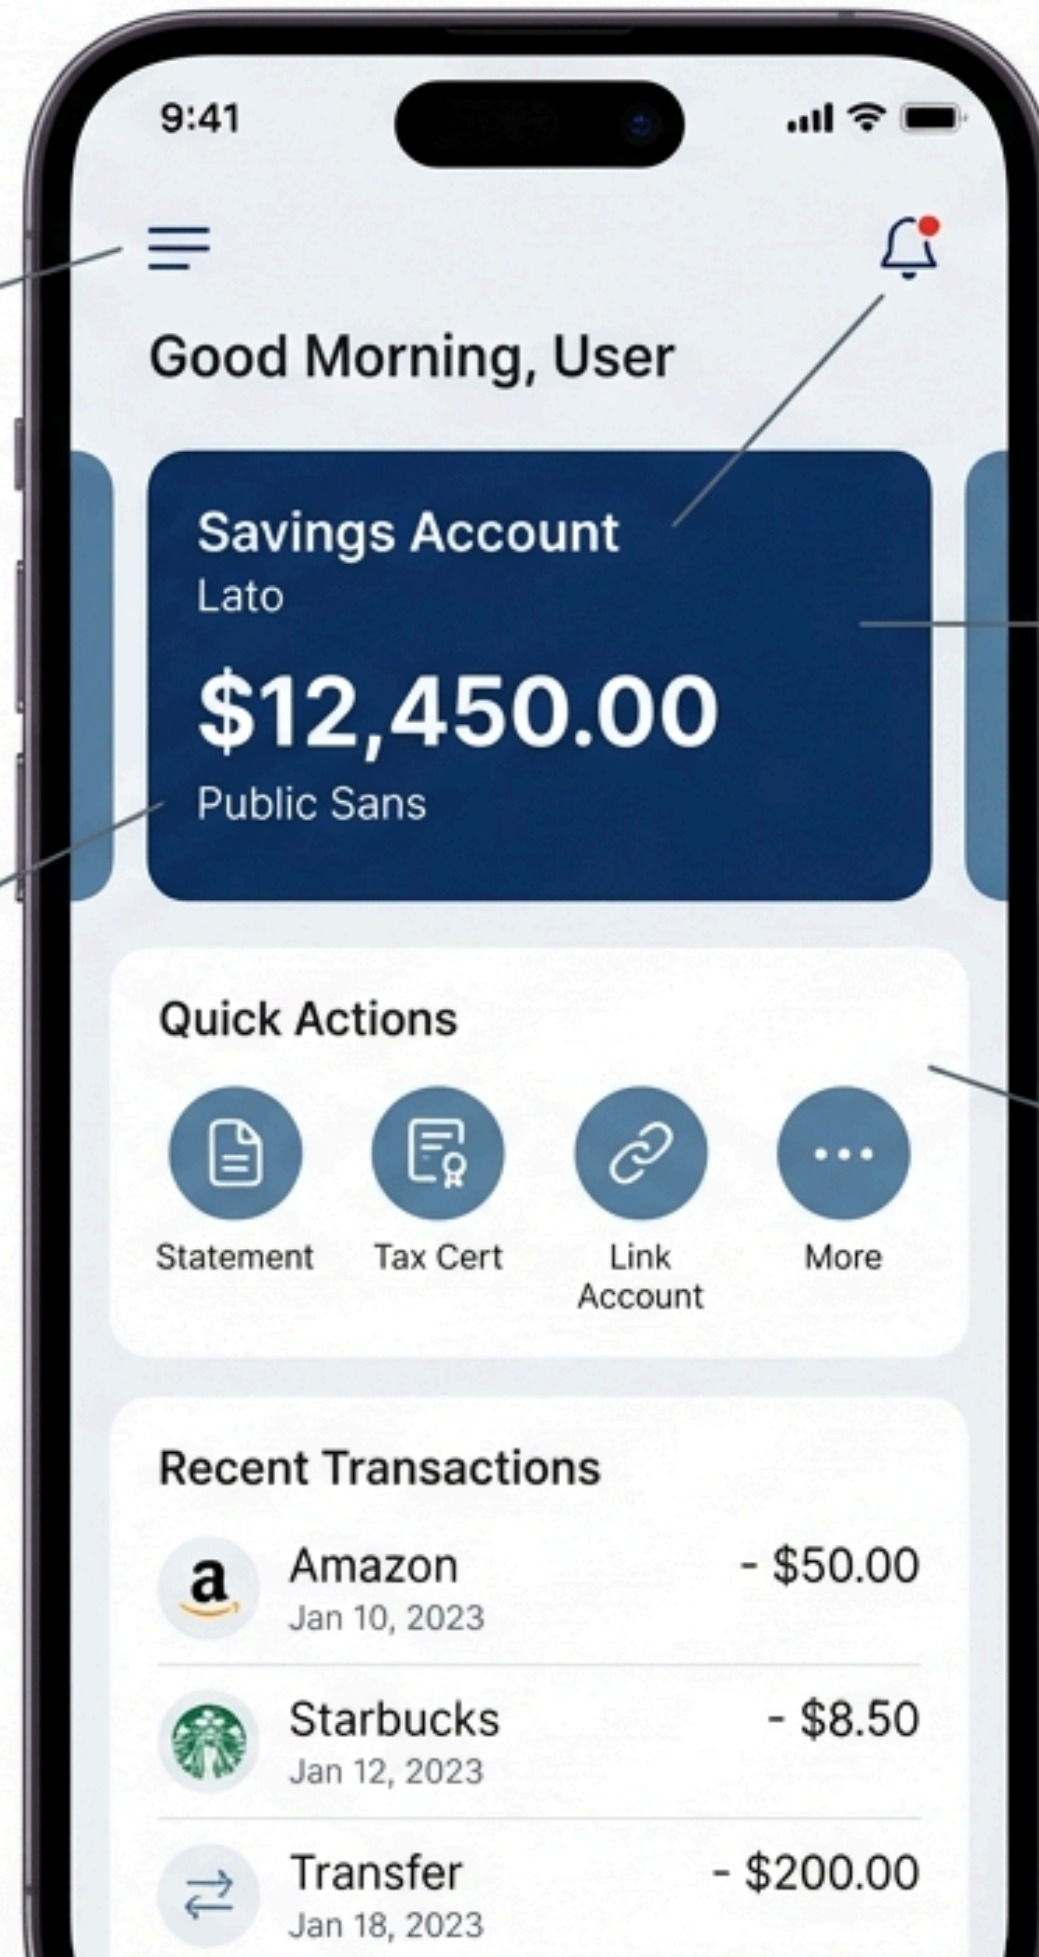 9:41
Good Morning, User
Savings Account
Lato
$12,450.00
Public Sans
Quick Actions
Statement
Tax Cert
Link
Account
More
Recent Transactions
a
Amazon
- $50.00
Jan 10, 2023
Starbucks
- $8.50
Jan 12, 2023
Transfer
- $200.00
Jan 18, 2023